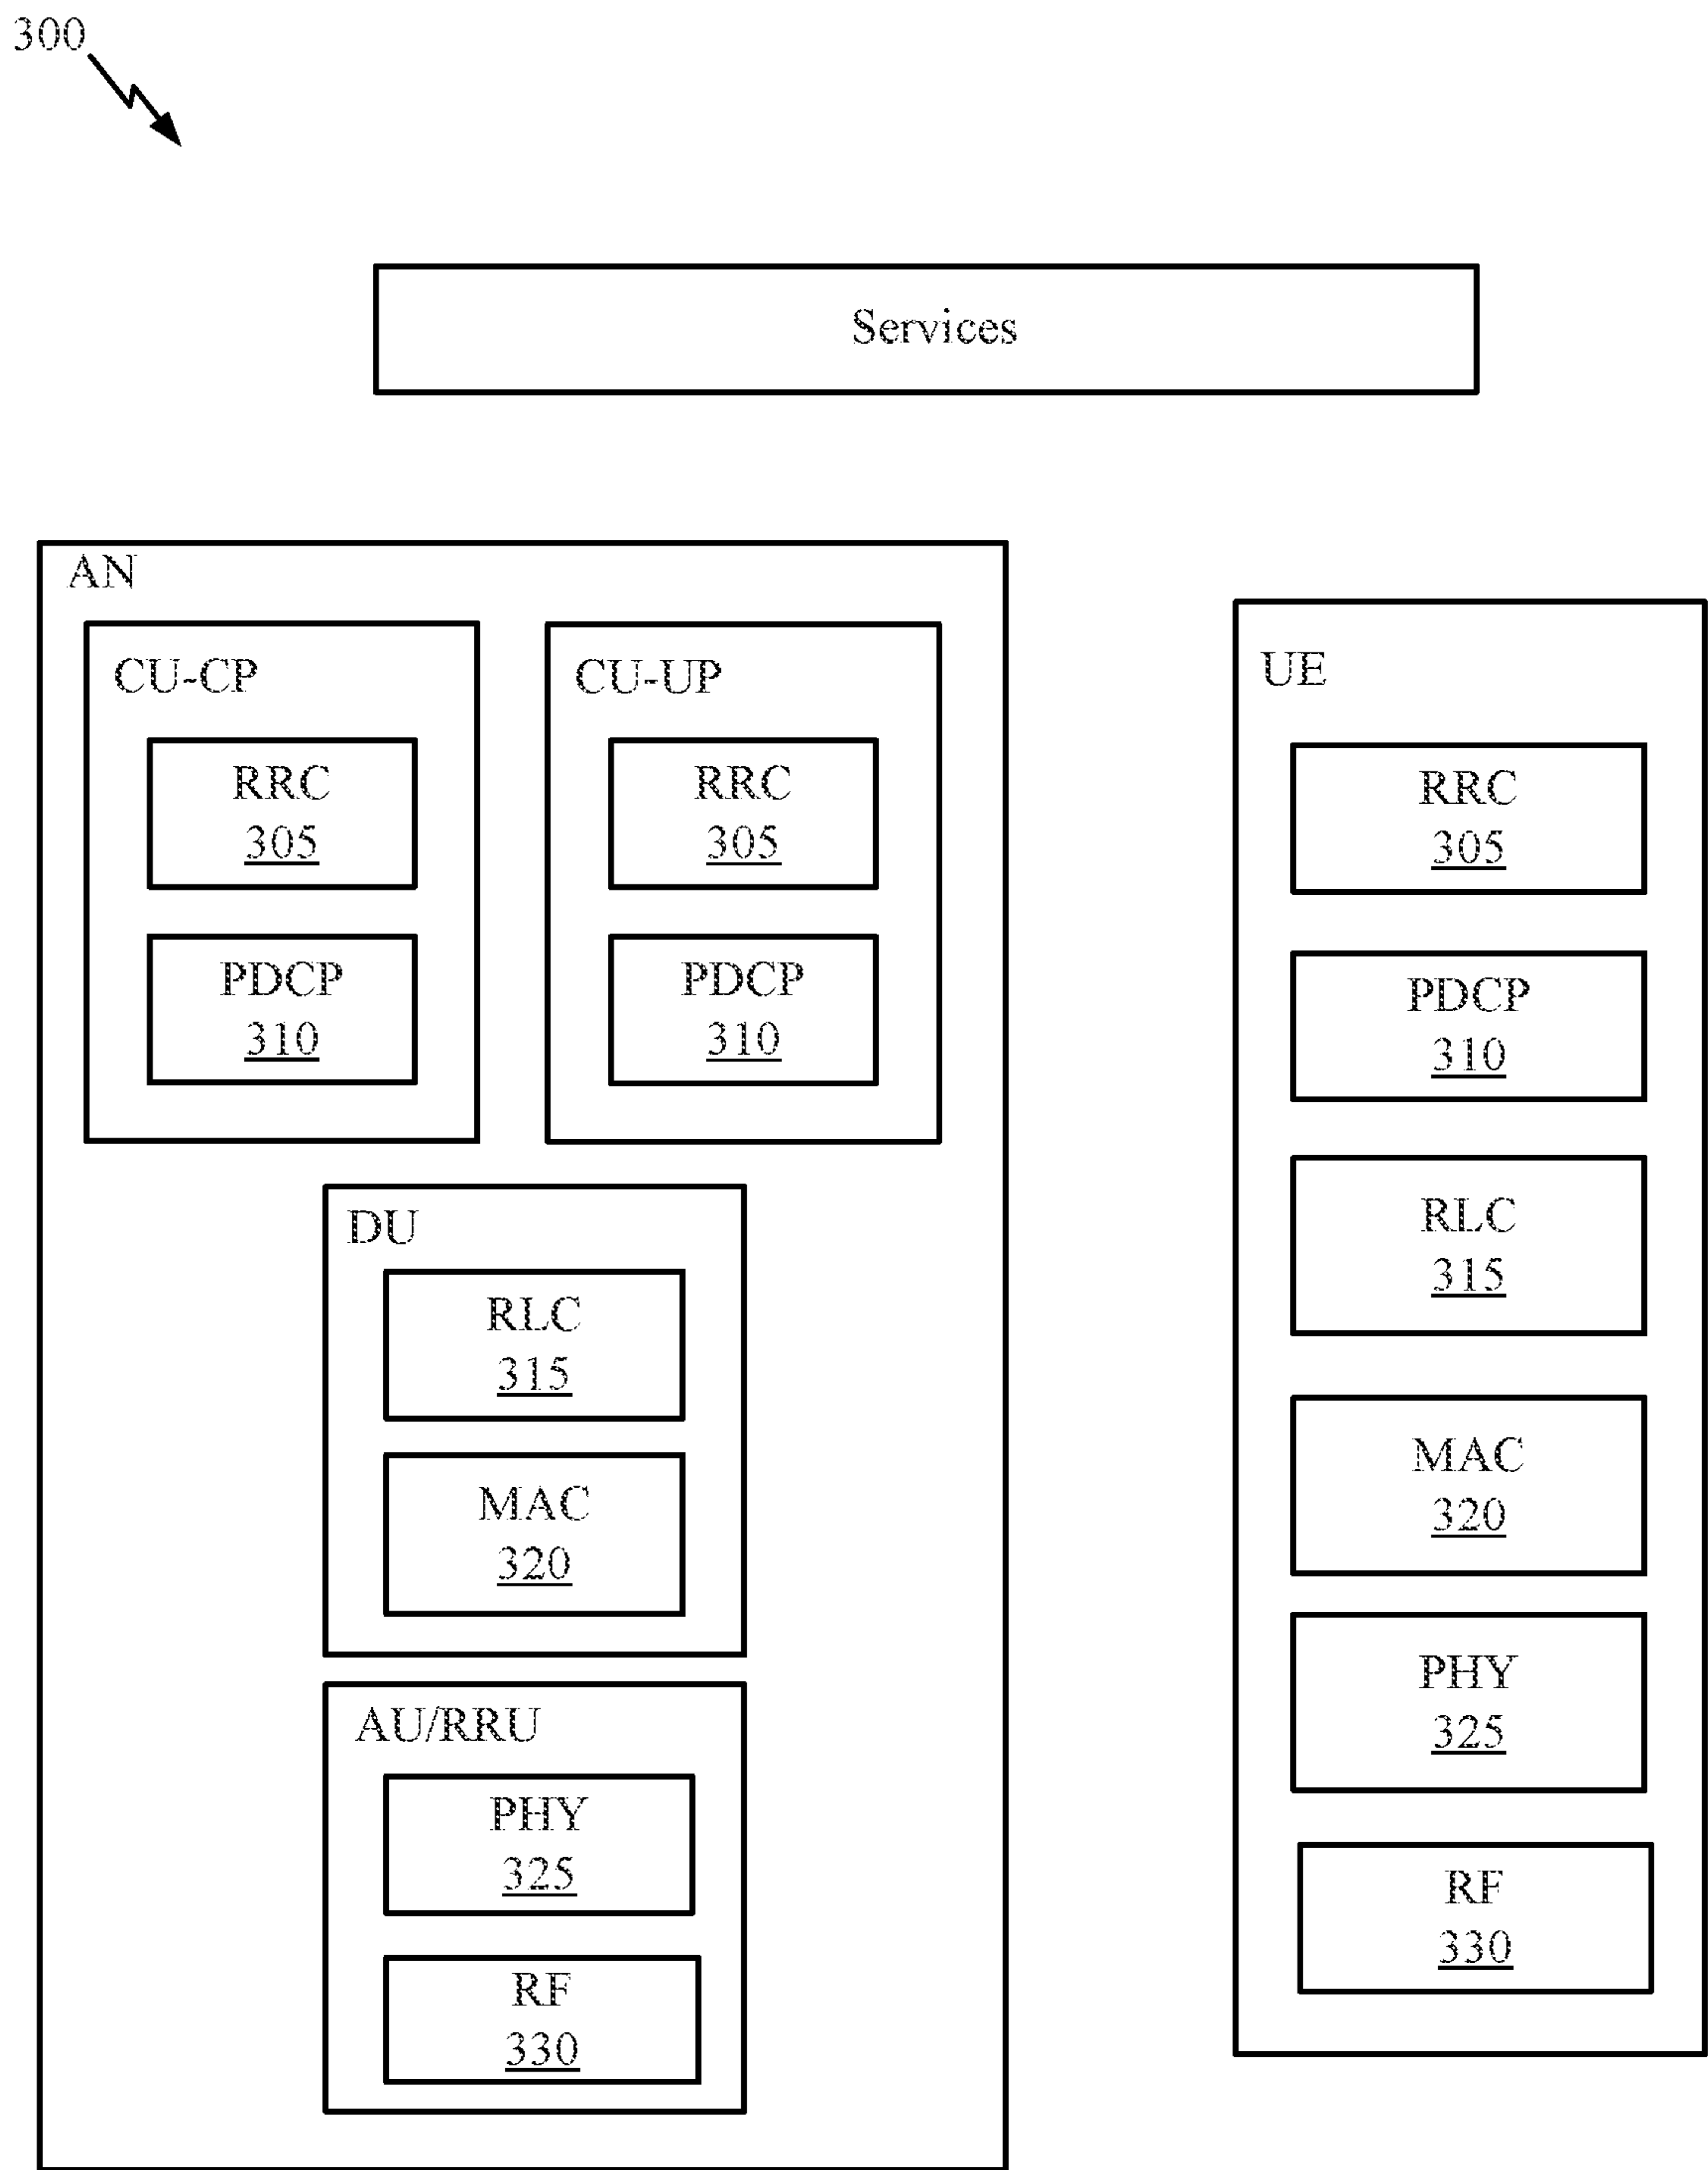 300
Services
AN
CU-CP
RRC
305
PDCP
310
CU-UP
RRC
305
PDCP
310
DU
RLC
315
MAC
320
AU/RRU
PHY
325
RF
330
UE
RRC
305
PDCP
310
RLC
315
MAC
320
PHY
325
RF
330